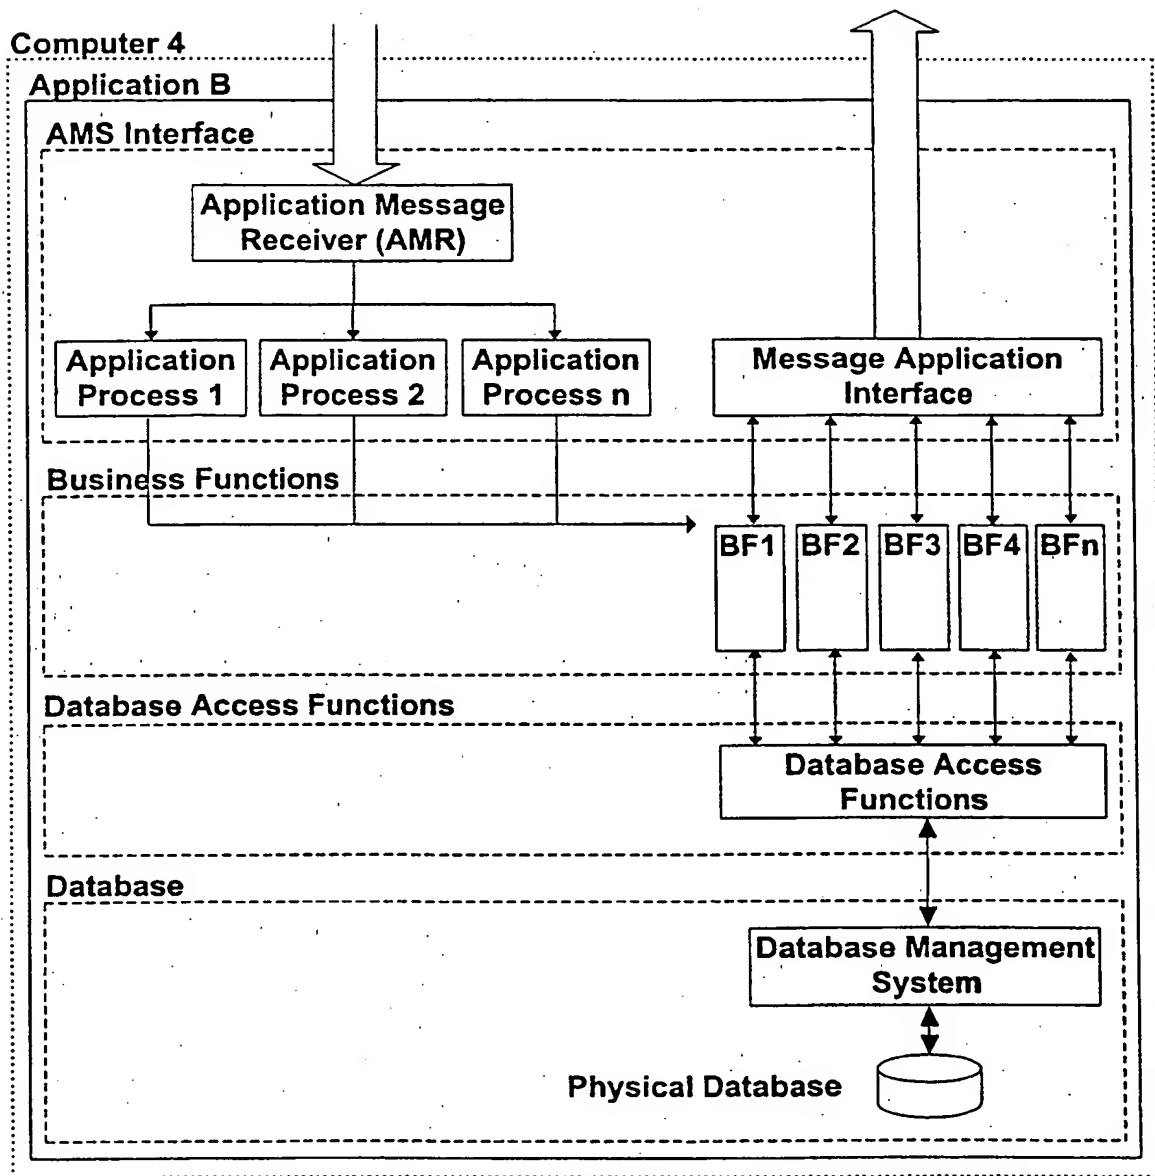 Computer 4
Application B
AMS Interface
Application Message
Receiver (AMR)
Application
Process 1
Application
Process 2
Application
Process n
Message Application
Interface
Business Functions
BF1
BF2
BF3
BF4
BFn
Database Access Functions
Database Access
Functions
Database
Database Management
System
Physical Database